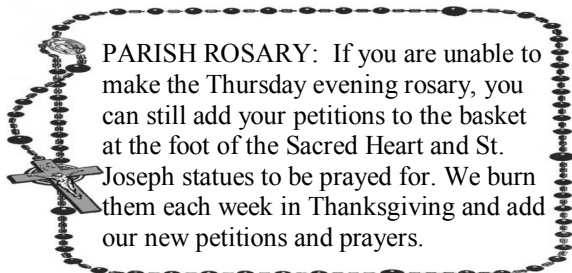 PARISH ROSARY: If you are unable to
make the Thursday evening rosary, you
can still add your petitions to the basket
at the foot of the Sacred Heart and St.
Joseph statues to be prayed for. We burn
them each week in Thanksgiving and add
our new petitions and prayers.